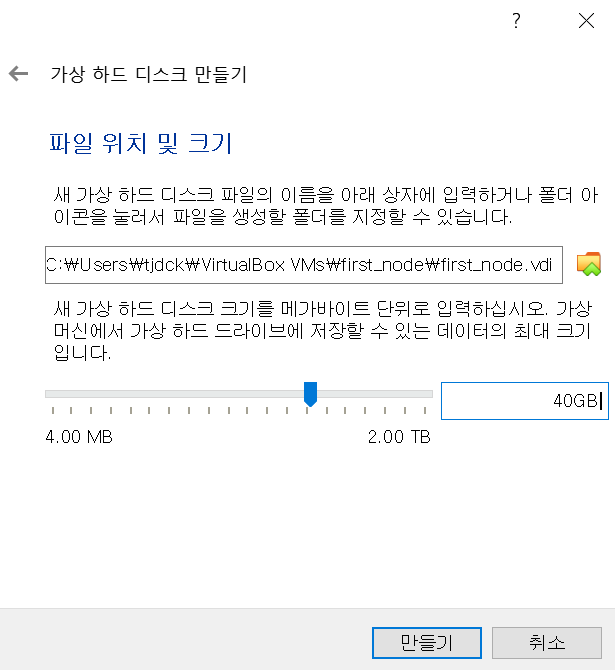 ?
가상 하드 디스크 만들기
파일 위치 및 크기
새 가상 하드 디스크 파일의 이름을 아래 상자에 입력하거나 폴더 아
이콘을 눌러서 파일을 생성할 폴더를 지정할 수 있습니다.
C:₩Users₩tjdck₩VirtualBox VMs₩first_node₩first_node.vdi
새 가상 하드 디스크 크기를 메가바이트 단위로 입력하십시오. 가상
머신에서 가상 하드 드라이브에 저장할 수 있는 데이터의 최대 크기
입니다.
40GB
4.00 MB 2.00 TB
만들기 취소